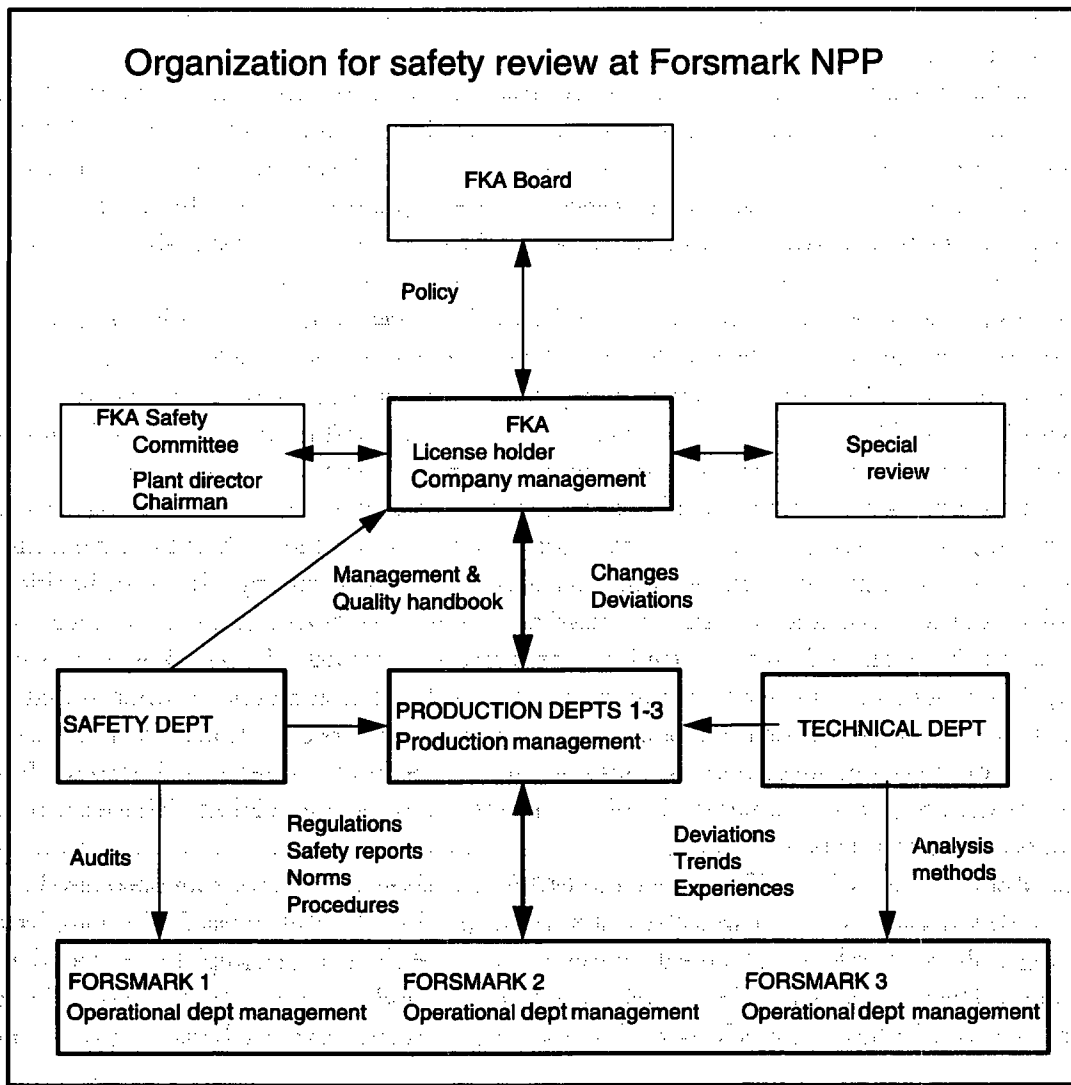 Organization for safety review at Forsmark NPP
FKA Board
Policy
FKA Safety
Committee
Plant director
Chairman
FKA
License holder
Company management
Special
review
Management &
Quality handbook
Changes
Deviations
SAFETY DEPT
PRODUCTION DEPTS 1-3
Production management
TECHNICAL DEPT
Audits
Regulations
Safety reports
Norms
Procedures
Deviations
Trends
Experiences
Analysis
methods
FORSMARK 1
Operational dept management
FORSMARK 2
Operational dept management
FORSMARK 3
Operational dept management